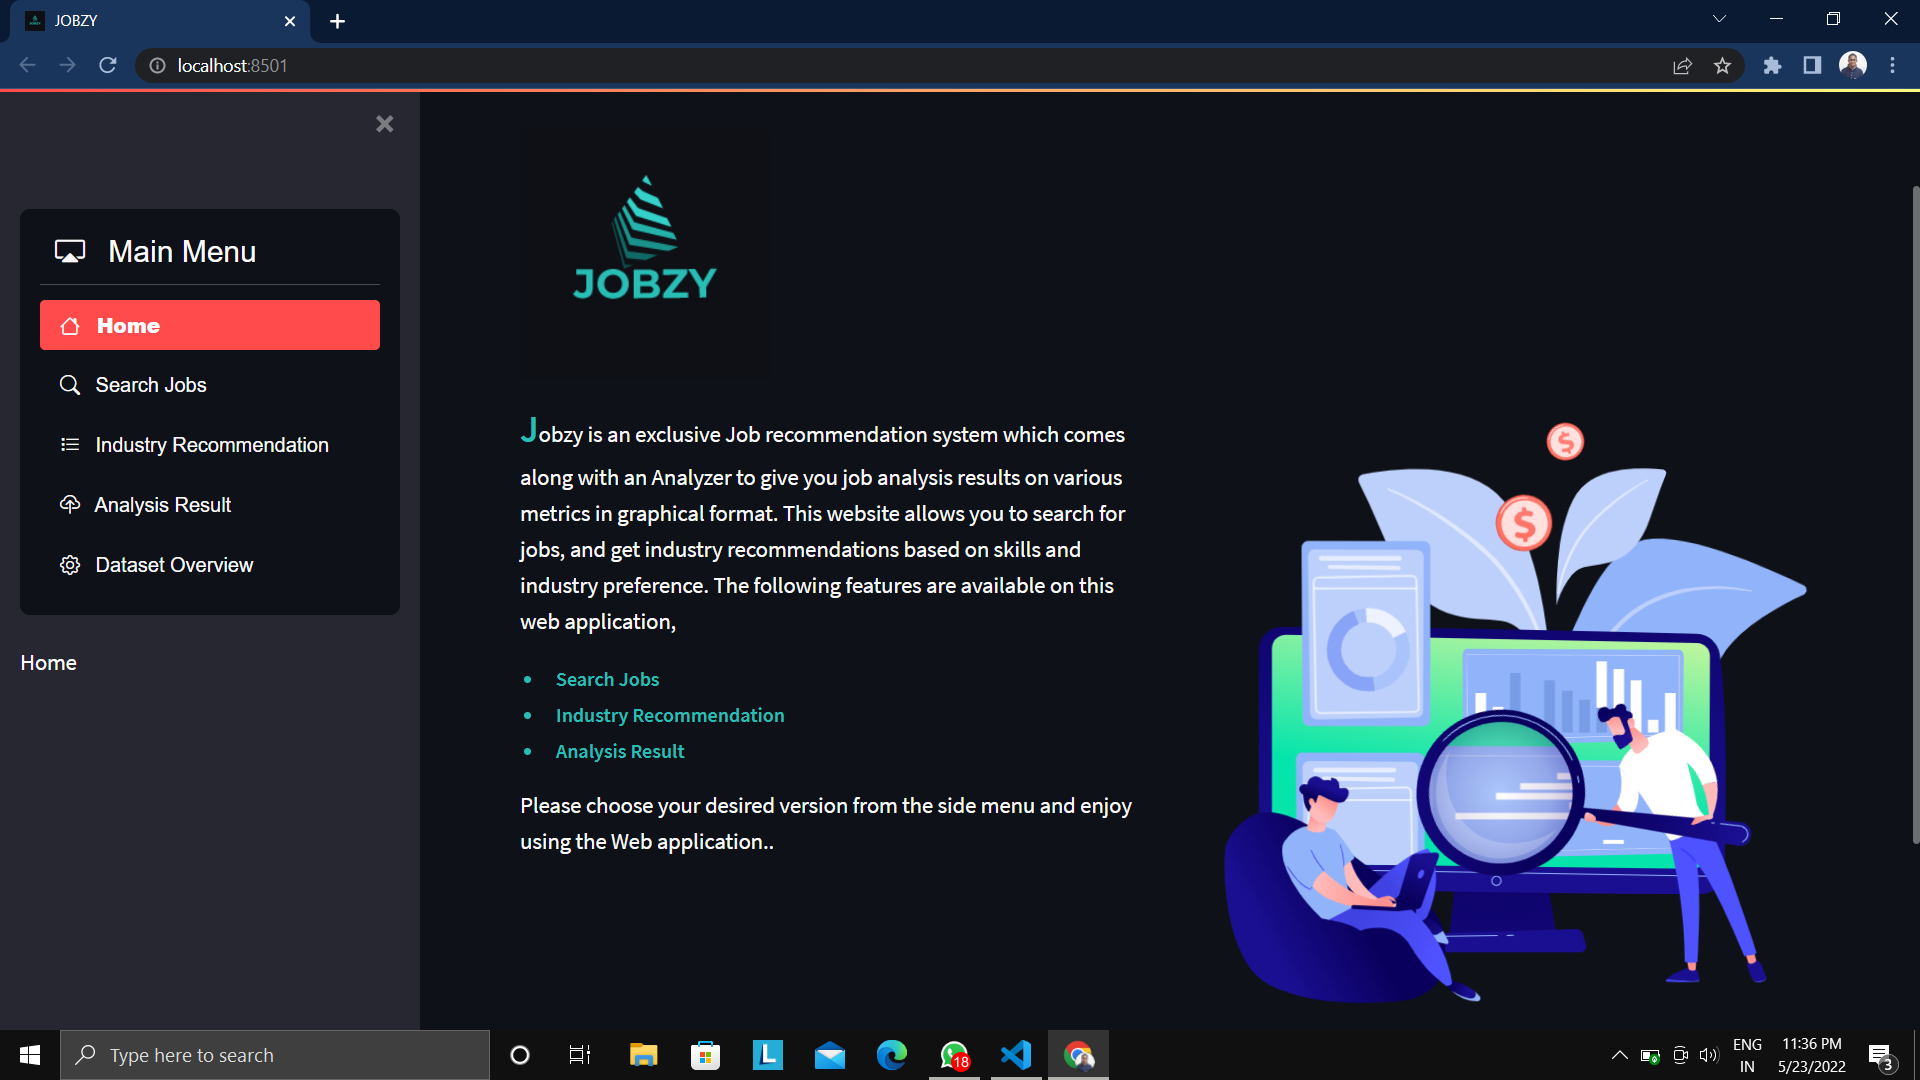 JOBZY
localhost:8501
Main Menu
Home
Search Jobs
Industry Recommendation
Analysis Result
Dataset Overview
Home
JOBZY
Jobzy is an exclusive Job recommendation system which comes
along with an Analyzer to give you job analysis results on various
metrics in graphical format. This website allows you to search for
jobs, and get industry recommendations based on skills and
industry preference. The following features are available on this
web application,
• Search Jobs
• Industry Recommendation
• Analysis Result
Please choose your desired version from the side menu and enjoy
using the Web application..
$
$
Type here to search
L
18
ENG
IN
11:36 PM
5/23/2022
3